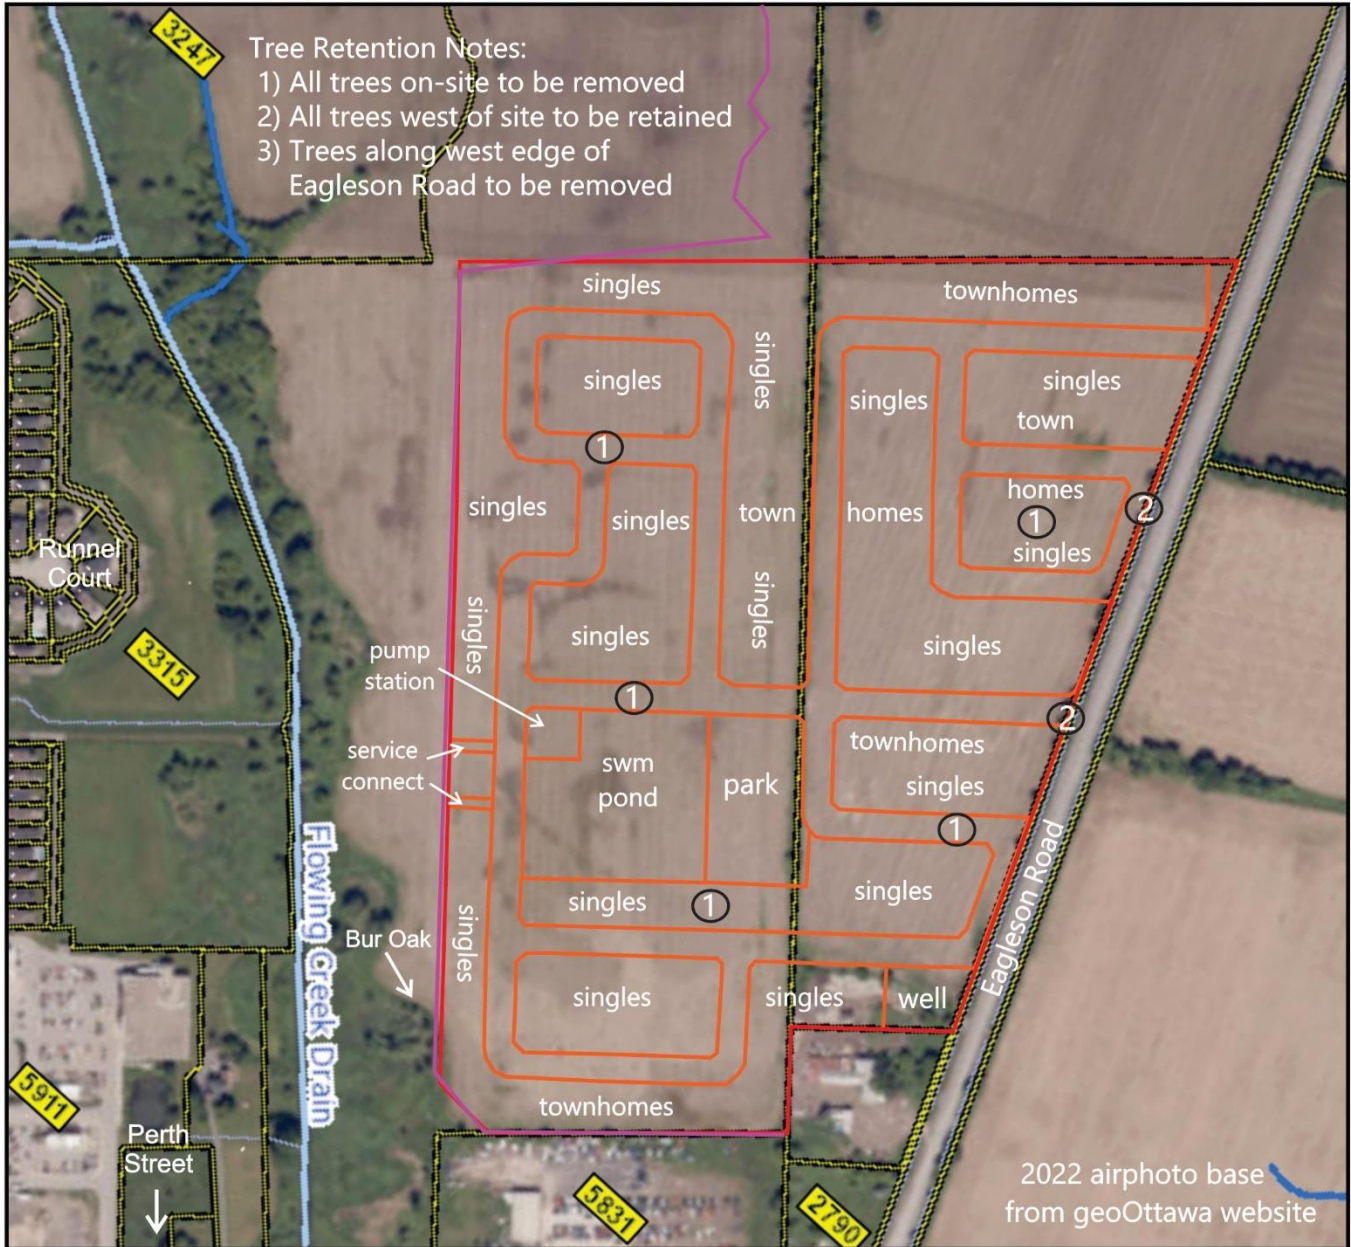 3247
Tree Retention Notes:
1) All trees on-site to be removed
2) All trees west of site to be retained
3) Trees along west edge of
Eagleson Road to be removed
singles
townhomes
singles
singles
singles
singles
town
1
singles
singles
town
homes
homes
1
singles
2
Runnel
Court
singles
singles
singles
singles
3315
pump
station
1
2
townhomes
service
connect
swm
pond
park
singles
1
Flowing Creek Drain
Eagleson Road
singles
singles
1
singles
Bur Oak
singles
singles
well
5911
townhomes
Perth
Street
5831
2790
2022 airphoto base
from geoOttawa website